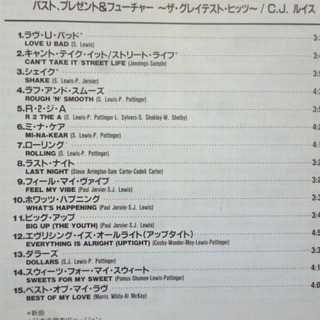 パスト、プレゼント&フューチャー 〜ザ・グレイテスト・ヒッツ〜 / C.J. ルイス
1.ラヴ・U・バッド*
LOVE U BAD (S. Lewis)
2.キャント・テイク・イット/ストリート・ライフ*
CAN'T TAKE IT/STREET LIFE (Jennings-Sample)
3.シェイク*
SHAKE (S. Lewis-P. Jervier)
4.ラフ・アンド・スムーズ
ROUGH 'N' SMOOTH (S. Lewis-P. Pottinger)
5.R・2・ジ・A
R 2 THE A (S. Lewis-P. Pottinger-L. Sylvers-S. Shokley-W. Shelby)
6.ミ・ナ・ケア
MI-NA-KEAR (S. Lewis-P. Pottinger)
7.ローリング
ROLLING (S. Lewis-P. Pottinger)
8.ラスト・ナイト
LAST NIGHT (Steve Arrington-Sam Carter-Cedell Carter)
9.フィール・マイ・ヴァイブ
FEEL MY VIBE (Paul Jervier-S.J. Lewis)
10.ホワッツ・ハプニング
WHAT'S HAPPENING (Paul Jervier-S.J. Lewis)
11.ビッグ・アップ
BIG UP (THE YOUTH) (Paul Jervier-S.J. Lewis)
12.エヴリシング・イズ・オールライト(アップタイト)
EVERYTHING IS ALRIGHT (UPTIGHT) (Cosby-Wonder-Moy-Lewis-Pottinger)
13.ダラーズ
DOLLARS (S.J. Lewis-P. Pottinger)
14.スウィーツ・フォー・マイ・スウィート
SWEETS FOR MY SWEET (Pomus-Shuman-Lewis-Pottinger)
15.ベスト・オブ・マイ・ラヴ
BEST OF MY LOVE (Morris White-Al McKay)
*新曲